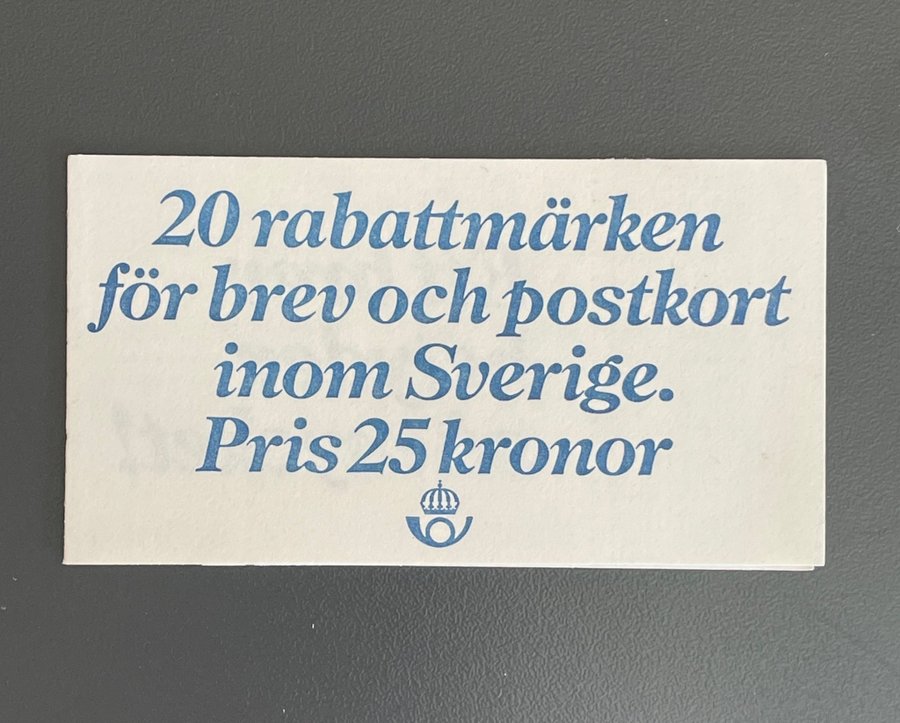 20 rabattmärken
för brev och postkort
inom Sverige.
Pris 25 kronor